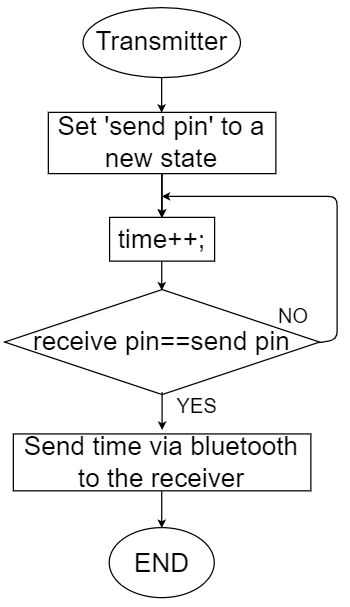 Transmitter
Set 'send pin' to a
new state
time++;
NO
receive pin==send pin
YES
Send time via bluetooth
to the receiver
END